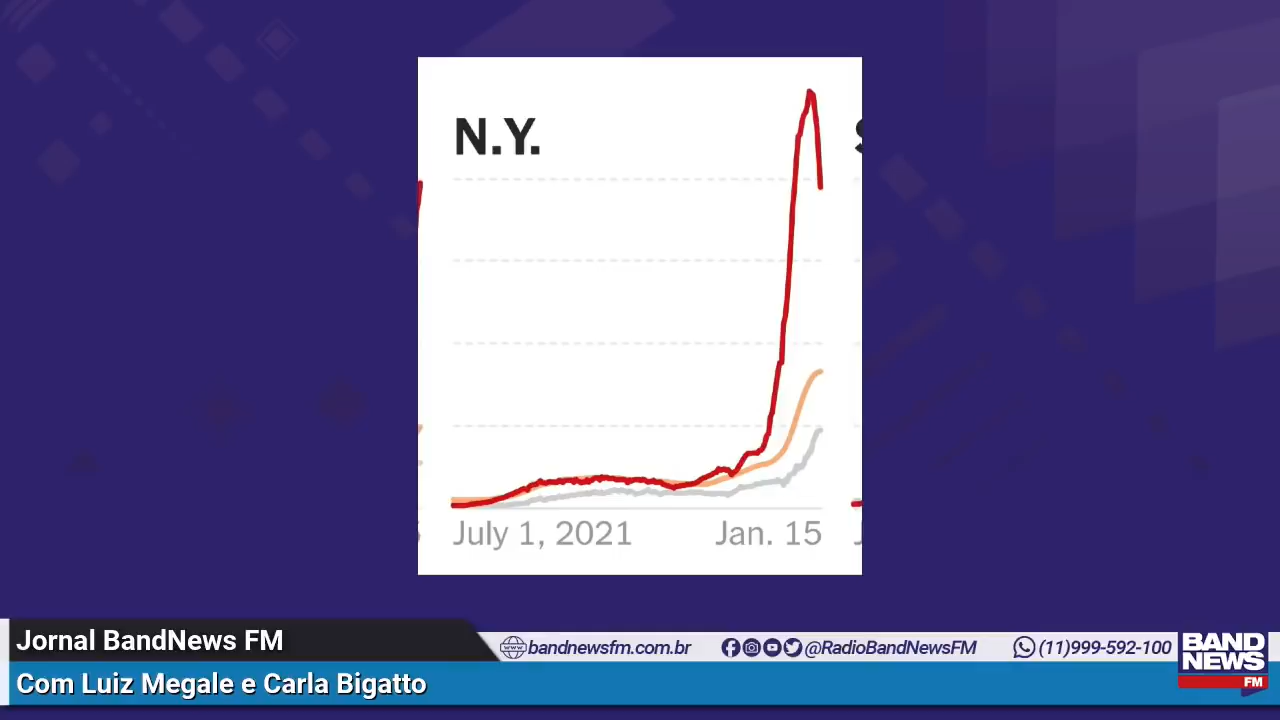 N.Y.
July 1, 2021
Jan. 15
Jornal BandNews FM
Com Luiz Megale e Carla Bigatto
bandnewsfm.com.br
@RadioBandNewsFM
(11)999-592-100
BAND
NEWS
FM